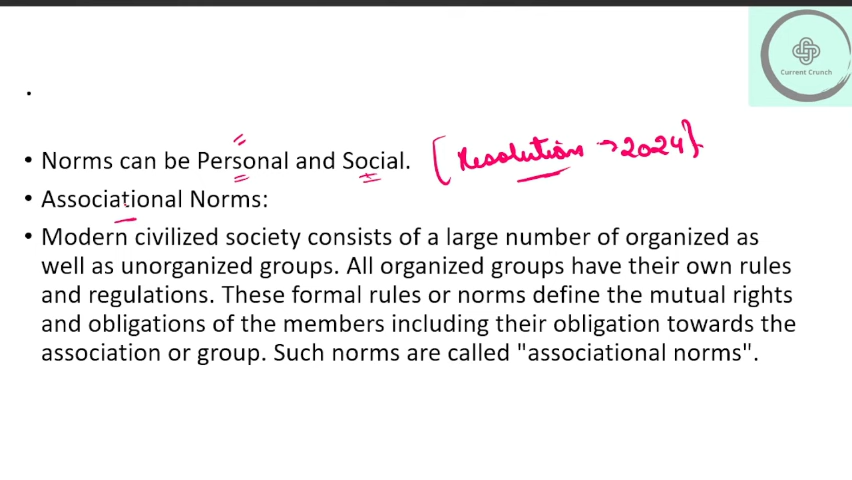 Current Crunch
.
• Norms can be Personal and Social. [Resolution → 2024}
• Associational Norms:
• Modern civilized society consists of a large number of organized as
well as unorganized groups. All organized groups have their own rules
and regulations. These formal rules or norms define the mutual rights
and obligations of the members including their obligation towards the
association or group. Such norms are called "associational norms".